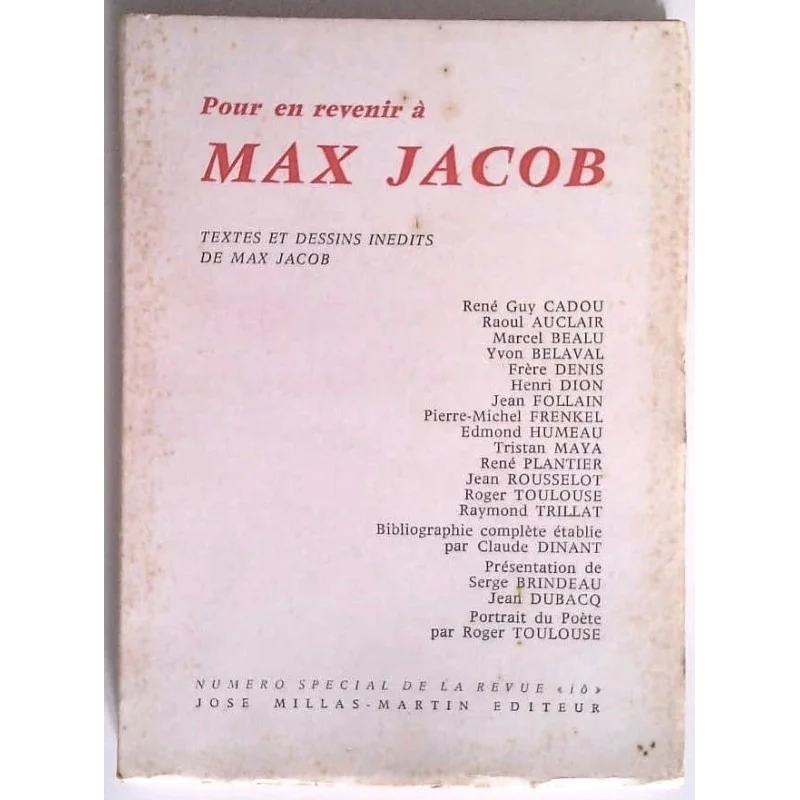 Pour en revenir à
MAX JACOB
TEXTES ET DESSINS INEDITS
DE MAX JACOB
René Guy CADOU
Raoul AUCLAIR
Marcel BEALU
Yvon BELAVAL
Frère DENIS
Henri DION
Jean FOLLAIN
Pierre-Michel FRENKEL
Edmond HUMEAU
Tristan MAYA
René PLANTIER
Jean ROUSSELOT
Roger TOULOUSE
Raymond TRILLAT
Bibliographie complète établie
par Claude DINANT
Présentation de
Serge BRINDEAU
Jean DUBACQ
Portrait du Poète
par Roger TOULOUSE
NUMERO SPECIAL DE LA REVUE «iô»
JOSE MILLAS-MARTIN EDITEUR